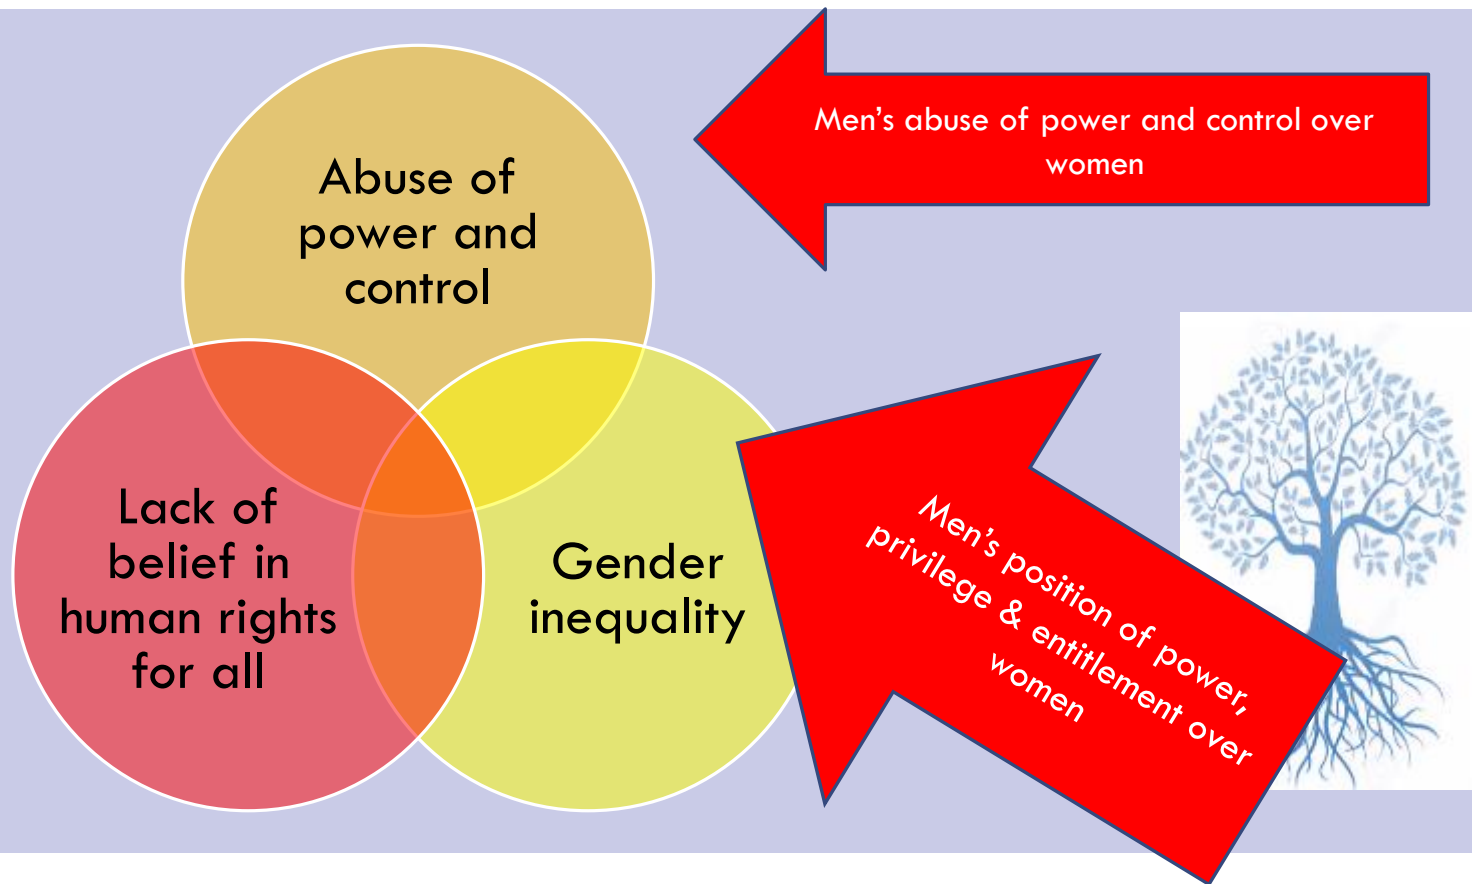 Abuse of
power and
control
Men’s abuse of power and control over
women
Lack of
belief in
human rights
for all
Gender
inequality
Men’s position of power,
privilege & entitlement over
women